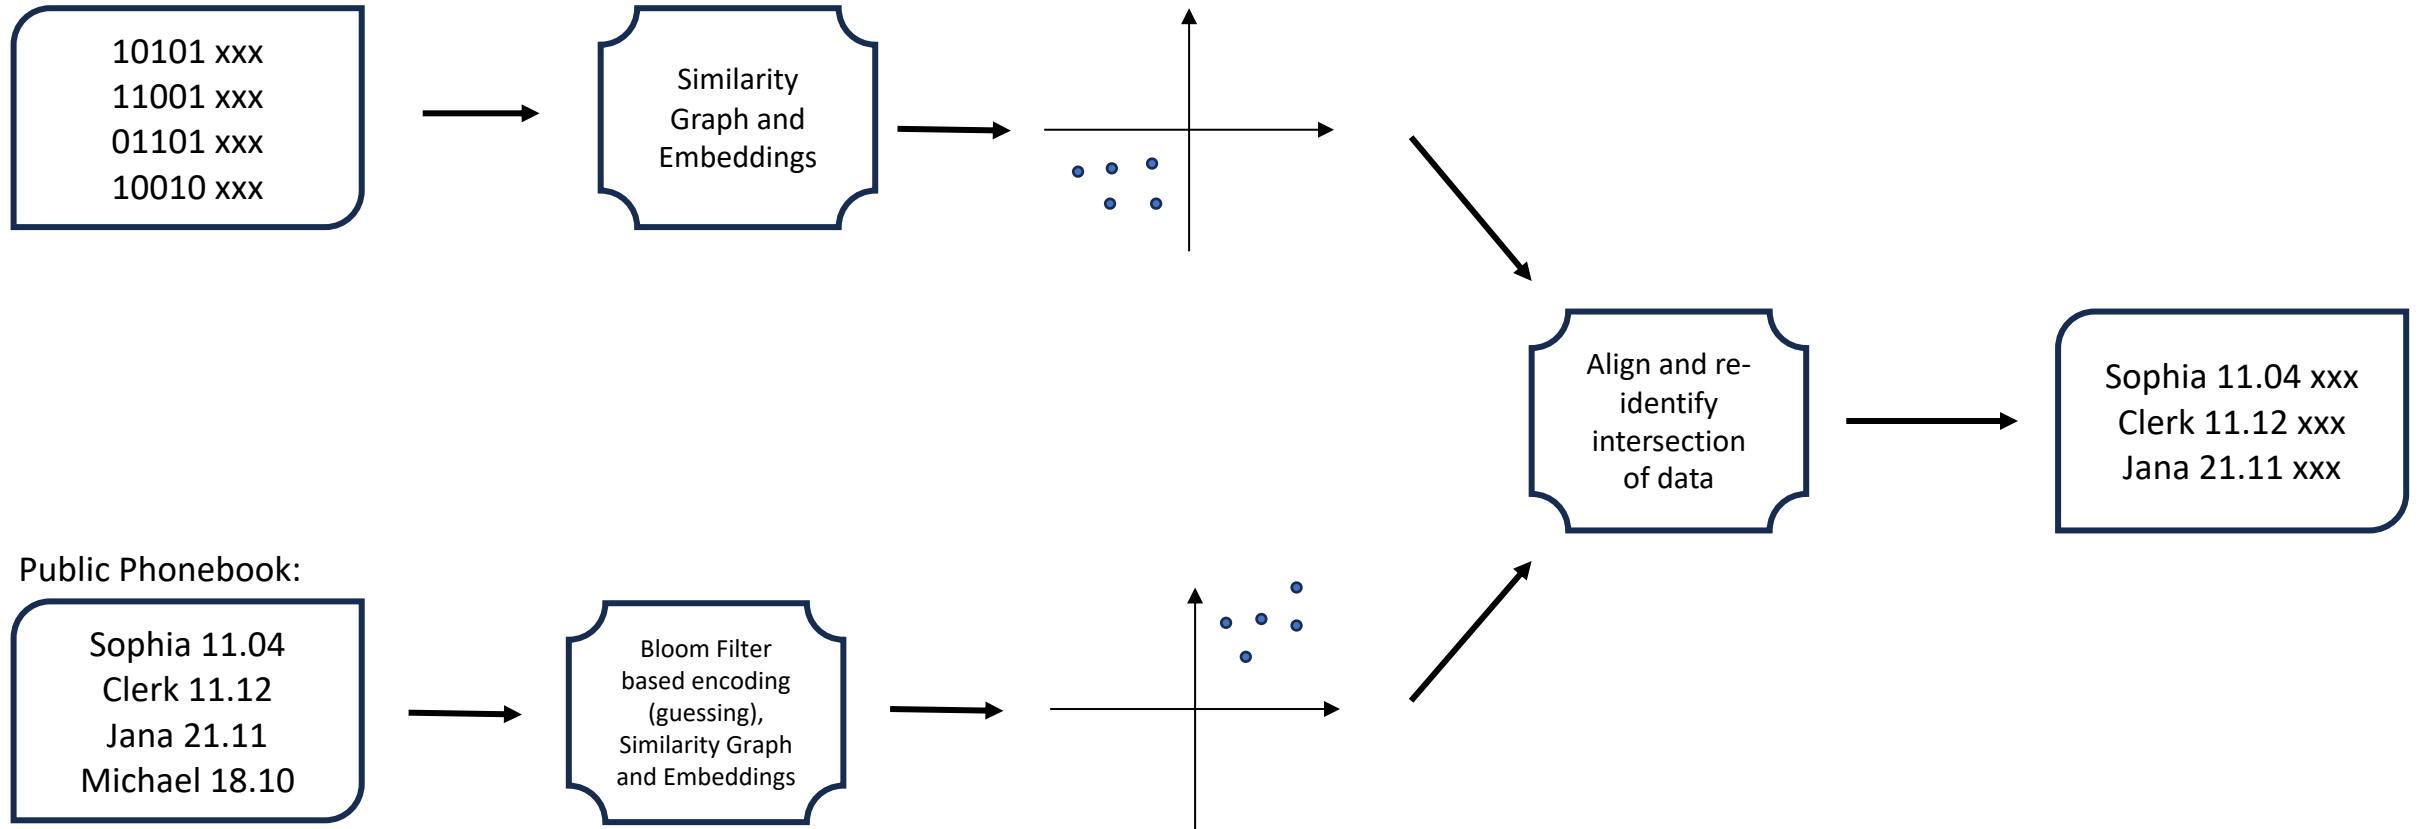 10101 xxx
11001 xxx
01101 xxx
10010 xxx
Similarity
Graph and
Embeddings
Public Phonebook:
Sophia 11.04
Clerk 11.12
Jana 21.11
Michael 18.10
Bloom Filter
based encoding
(guessing),
Similarity Graph
and Embeddings
Align and re-
identify
intersection
of data
Sophia 11.04 xxx
Clerk 11.12 xxx
Jana 21.11 xxx